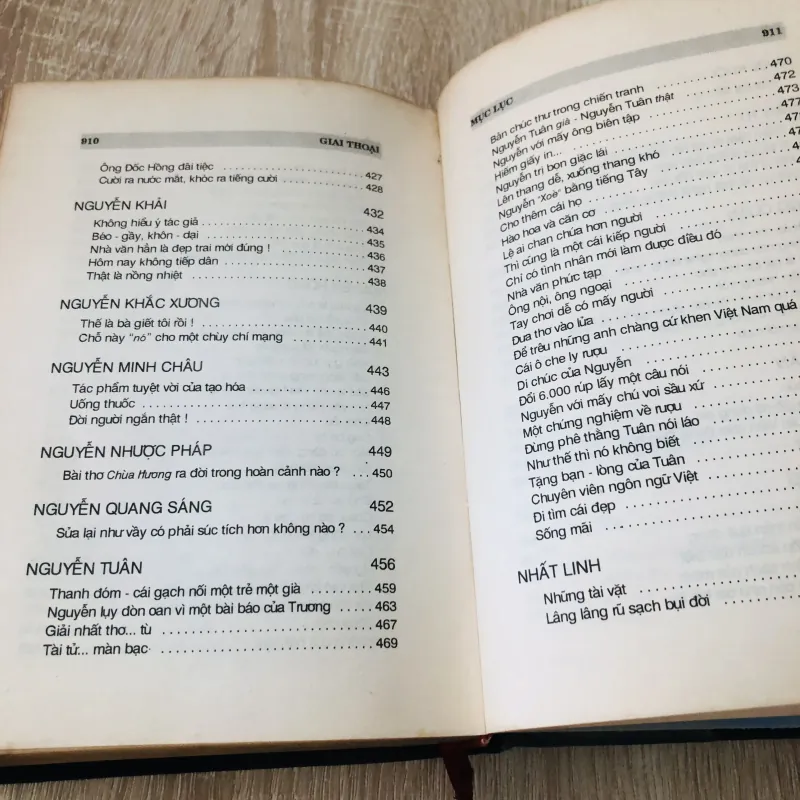 910 GIAI THOẠI
Ông Dốc Hồng đãi tiệc 427
Cười ra nước mắt, khóc ra tiếng cười 428
NGUYỄN KHẢI 432
Không hiểu ý tác giả 434
Béo - gầy, khôn - dại 435
Nhà văn hẳn là đẹp trai mới đúng ! 436
Hôm nay không tiếp dân 437
Thật là nồng nhiệt 438
NGUYỄN KHẮC XƯƠNG 439
Thế là bà giết tôi rồi ! 440
Chỗ này "nó" cho một chùy chí mạng 441
NGUYỄN MINH CHÂU 443
Tác phẩm tuyệt vời của tạo hóa 446
Uống thuốc 447
Đời người ngắn thật ! 448
NGUYỄN NHƯỢC PHÁP 449
Bài thơ Chùa Hương ra đời trong hoàn cảnh nào ? 450
NGUYỄN QUANG SÁNG 452
Sửa lại như vầy có phải súc tích hơn không nào ? 454
NGUYỄN TUÂN 456
Thanh đóm - cái gạch nối một trẻ một già 459
Nguyễn lụy đòn oan vì một bài báo của Trương 463
Giải nhất thơ... tù 467
Tài tử... màn bạc 469
MỤC LỤC 911
Bản chúc thư trong chiến tranh 470
Nguyễn Tuân giả - Nguyễn Tuân thật 472
Nguyễn với mấy ông biên tập 473
Hiếm giấy in... 477
Nguyễn trị bọn giặc lái
Lên thang dễ, xuống thang khó
Nguyễn "Xoè" bằng tiếng Tây
Cho thêm cái họ
Hào hoa và căn cơ
Lệ ai chan chứa hơn người
Thì cũng là một cái kiếp người
Chỉ có tình nhân mới làm được điều đó
Nhà văn phức tạp
Ông nội, ông ngoại
Tay chơi dễ có mấy người
Đưa thơ vào lửa
Để trêu những anh chàng cứ khen Việt Nam quá
Cái ô che ly rượu
Di chúc của Nguyễn
Đổi 6.000 rúp lấy một câu nói
Nguyễn với mấy chú voi sầu xứ
Một chứng nghiệm về rượu
Đừng phê thằng Tuân nói láo
Như thế thì nó không biết
Tặng bạn - lòng của Tuân
Chuyên viên ngôn ngữ Việt
Đi tìm cái đẹp
Sống mãi
NHẤT LINH
Những tài vặt
Lâng lâng rũ sạch bụi đời